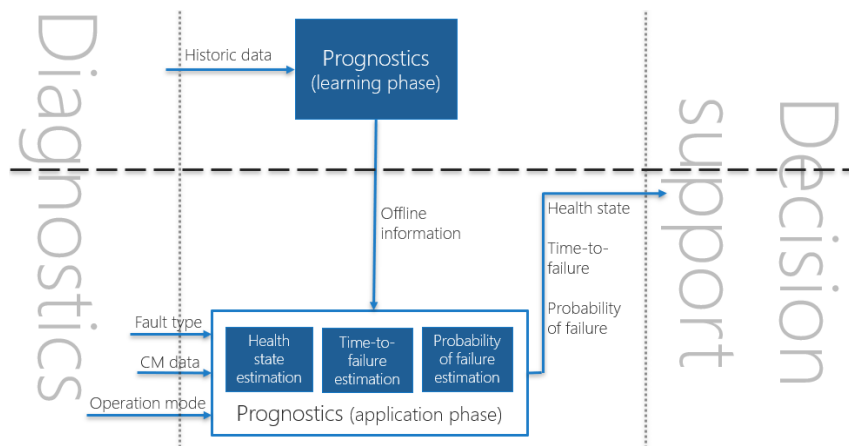 Diagnostics
Historic data
Prognostics
(learning phase)
Offline
information
Fault type
CM data
Operation mode
Health
state
estimation
Time-to-
failure
estimation
Probability
of failure
estimation
Prognostics (application phase)
Health state
Time-to-
failure
Probability
of failure
Decision
support